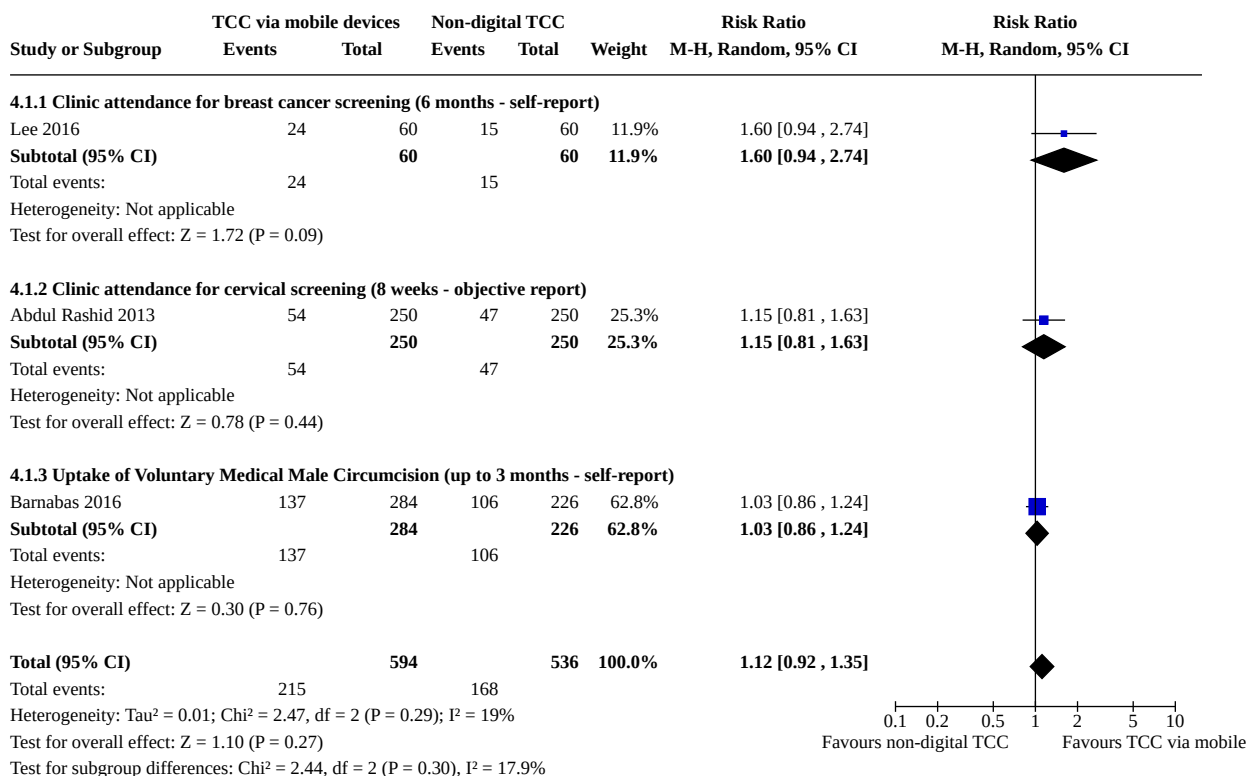 TCC via mobile devices Non-digital TCC Risk Ratio Risk Ratio
Study or Subgroup Events Total Events Total Weight M-H, Random, 95% CI M-H, Random, 95% CI
4.1.1 Clinic attendance for breast cancer screening (6 months - self-report)
Lee 2016 24 60 15 60 11.9% 1.60 [0.94 , 2.74]
Subtotal (95% CI) 60 60 11.9% 1.60 [0.94 , 2.74]
Total events: 24 15
Heterogeneity: Not applicable
Test for overall effect: Z = 1.72 (P = 0.09)
4.1.2 Clinic attendance for cervical screening (8 weeks - objective report)
Abdul Rashid 2013 54 250 47 250 25.3% 1.15 [0.81 , 1.63]
Subtotal (95% CI) 250 250 25.3% 1.15 [0.81 , 1.63]
Total events: 54 47
Heterogeneity: Not applicable
Test for overall effect: Z = 0.78 (P = 0.44)
4.1.3 Uptake of Voluntary Medical Male Circumcision (up to 3 months - self-report)
Barnabas 2016 137 284 106 226 62.8% 1.03 [0.86 , 1.24]
Subtotal (95% CI) 284 226 62.8% 1.03 [0.86 , 1.24]
Total events: 137 106
Heterogeneity: Not applicable
Test for overall effect: Z = 0.30 (P = 0.76)
Total (95% CI) 594 536 100.0% 1.12 [0.92 , 1.35]
Total events: 215 168
Heterogeneity: Tau² = 0.01; Chi² = 2.47, df = 2 (P = 0.29); I² = 19%
0.1 0.2 0.5 1 2 5 10
Test for overall effect: Z = 1.10 (P = 0.27)
Favours non-digital TCC Favours TCC via mobile
Test for subgroup differences: Chi² = 2.44, df = 2 (P = 0.30), I² = 17.9%